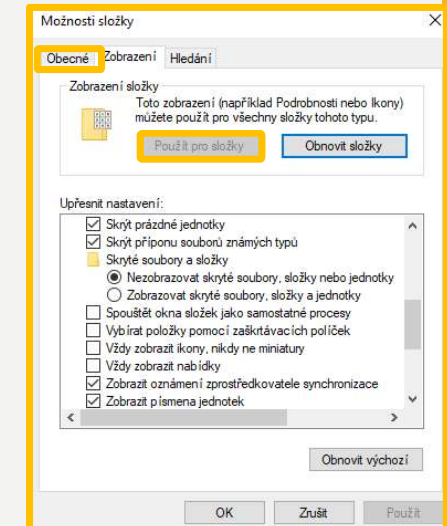 Možnosti složky
Obecné Zobrazení Hledání
Zobrazení složky
Toto zobrazení (například Podrobnosti nebo Ikony)
můžete použít pro všechny složky tohoto typu.
Použít pro složky Obnovit složky
Upřesnit nastavení:
Skrýt prázdné jednotky
Skrýt příponu souborů známých typů
Skryté soubory a složky
Nezobrazovat skryté soubory, složky nebo jednotky
Zobrazovat skryté soubory, složky a jednotky
Spouštět okna složek jako samostatné procesy
Vybírat položky pomocí zaškrtávacích políček
Vždy zobrazit ikony, nikdy ne miniatury
Vždy zobrazit nabídky
Zobrazit oznámení zprostředkovatele synchronizace
Zobrazit písmena jednotek
Obnovit výchozí
OK Zrušit Použít